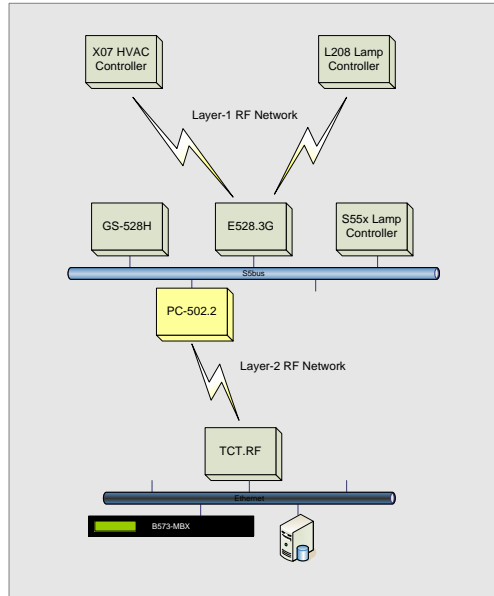 X07 HVAC
Controller
L208 Lamp
Controller
Layer-1 RF Network
GS-528H
E528.3G
S55x Lamp
Controller
S5bus
PC-502.2
Layer-2 RF Network
TCT.RF
Ethernet
B573-MBX